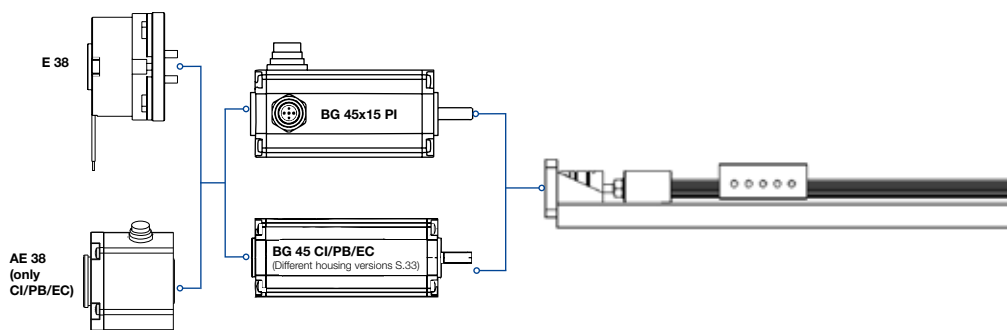 E 38
BG 45x15 PI
AE 38
(only
CI/PB/EC)
BG 45 CI/PB/EC
(Different housing versions S.33)